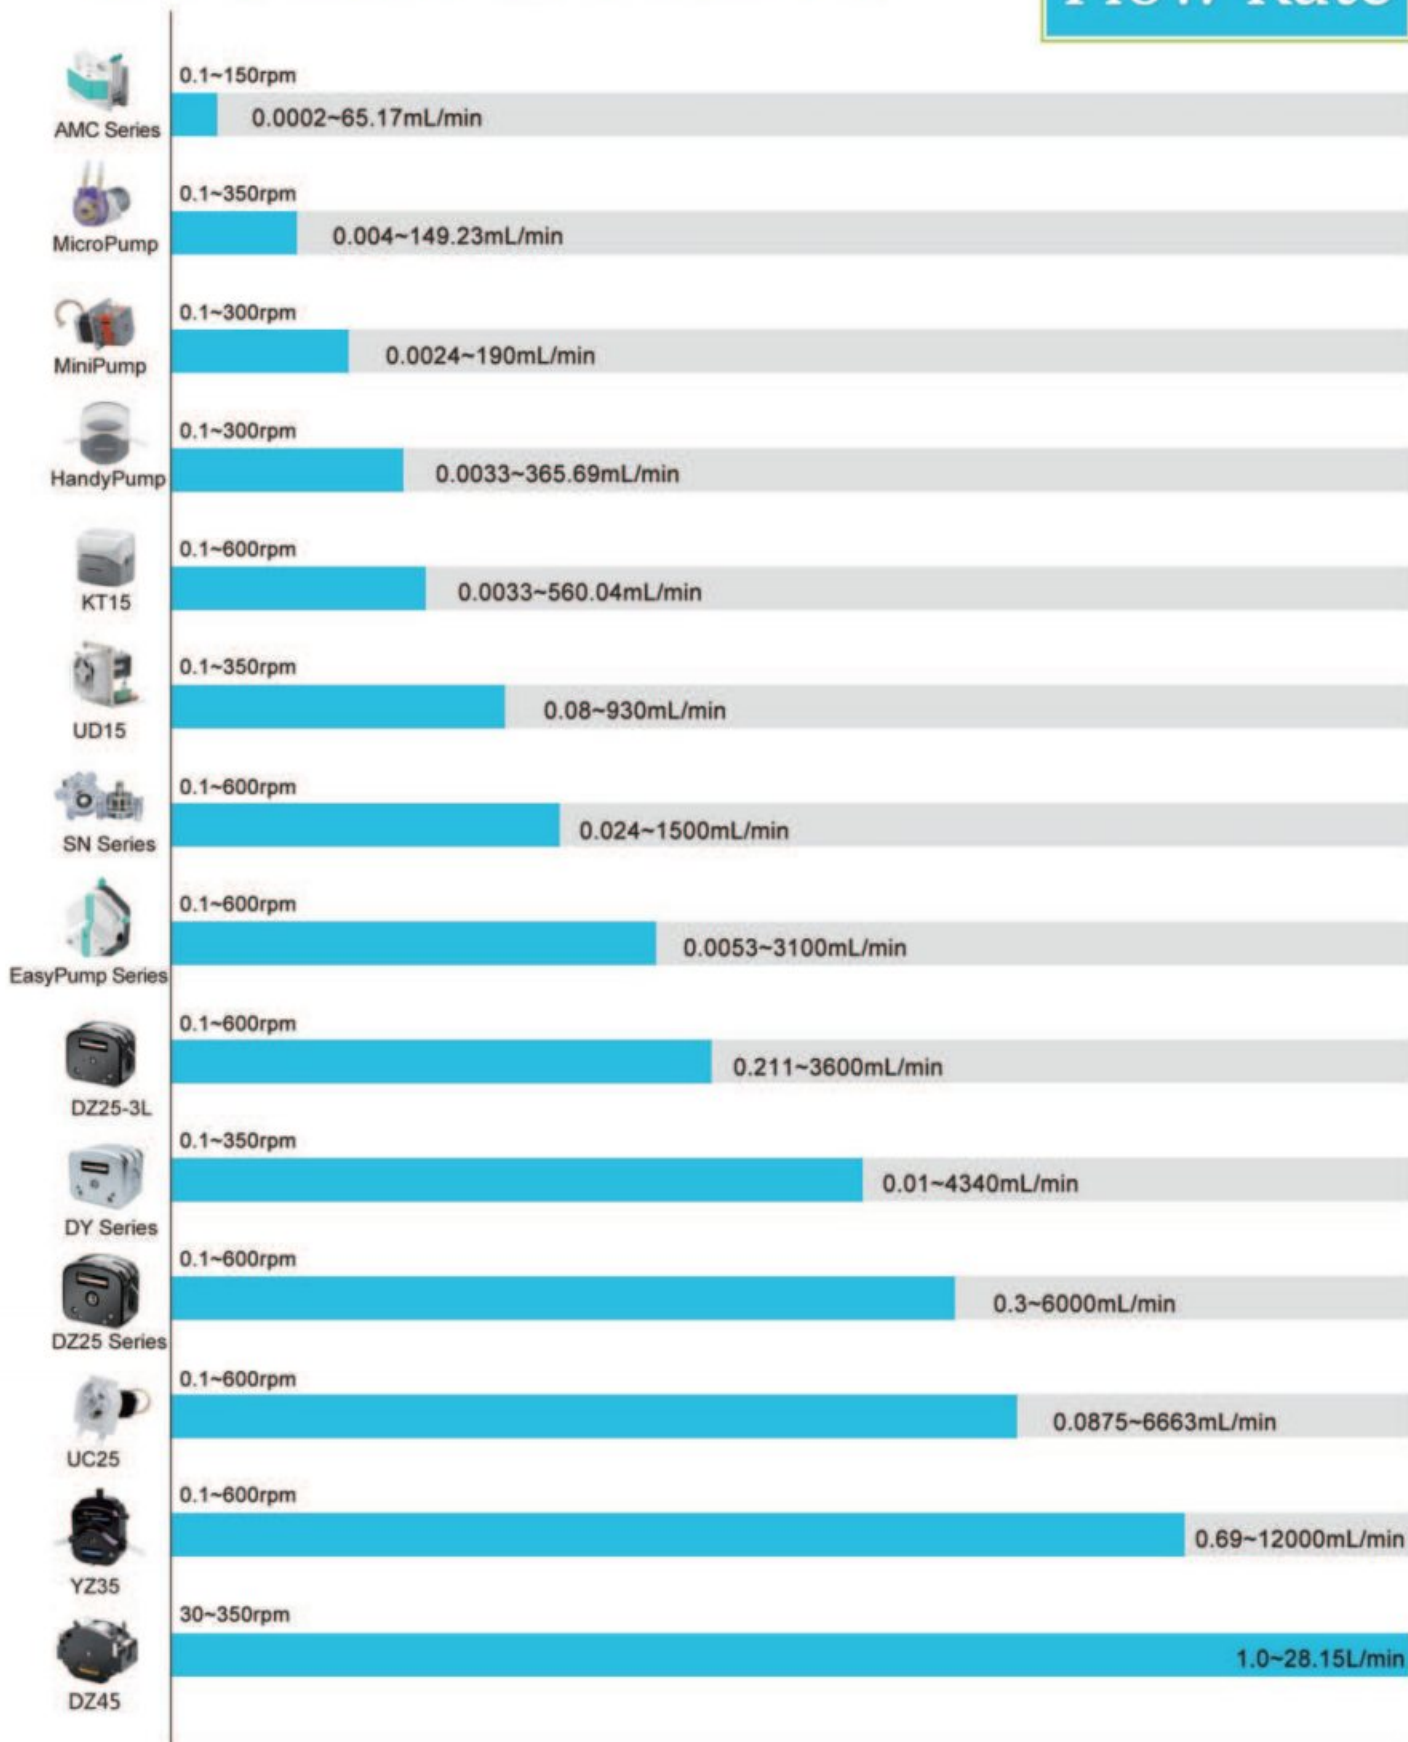 Flow Rate
0.1~150rpm
0.0002~65.17mL/min
AMC Series
0.1~350rpm
0.004~149.23mL/min
MicroPump
0.1~300rpm
0.0024~190mL/min
MiniPump
0.1~300rpm
0.0033~365.69mL/min
HandyPump
0.1~600rpm
0.0033~560.04mL/min
KT15
0.1~350rpm
0.08~930mL/min
UD15
0.1~600rpm
0.024~1500mL/min
SN Series
0.1~600rpm
0.0053~3100mL/min
EasyPump Series
0.1~600rpm
0.211~3600mL/min
DZ25-3L
0.1~350rpm
0.01~4340mL/min
DY Series
0.1~600rpm
0.3~6000mL/min
DZ25 Series
0.1~600rpm
0.0875~6663mL/min
UC25
0.1~600rpm
0.69~12000mL/min
YZ35
30~350rpm
1.0~28.15L/min
DZ45